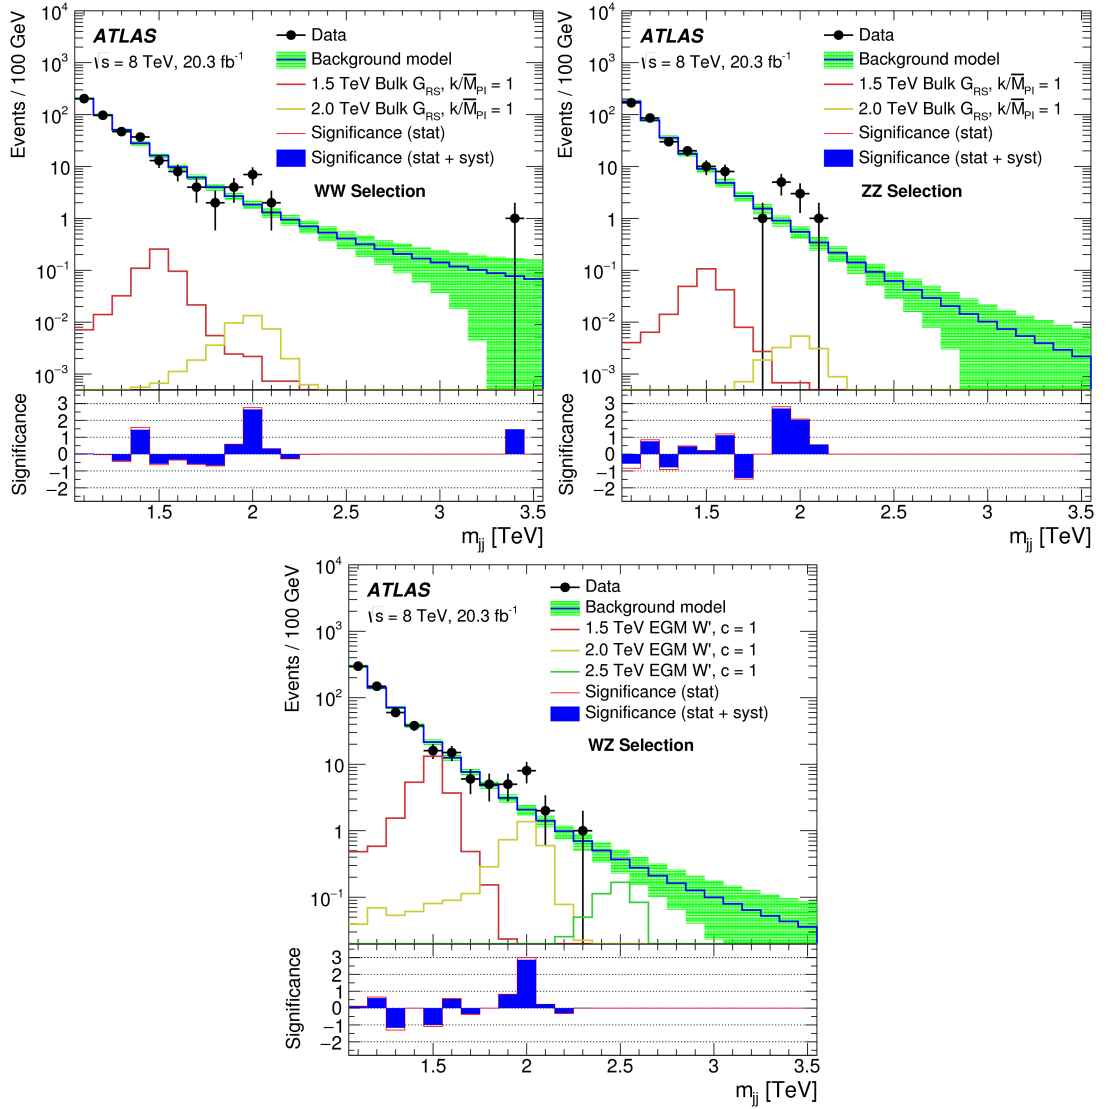 Events / 100 GeV
10⁴
10³
10²
10
1
10⁻¹
10⁻²
10⁻³
ATLAS
√s = 8 TeV, 20.3 fb⁻¹
Data
Background model
1.5 TeV Bulk G_RS, k/M̅_Pl = 1
2.0 TeV Bulk G_RS, k/M̅_Pl = 1
Significance (stat)
Significance (stat + syst)
WW Selection
Significance
3
2
1
0
−1
−2
1.5 2 2.5 3 3.5
m_jj [TeV]
Events / 100 GeV
10⁴
10³
10²
10
1
10⁻¹
10⁻²
10⁻³
ATLAS
√s = 8 TeV, 20.3 fb⁻¹
Data
Background model
1.5 TeV Bulk G_RS, k/M̅_Pl = 1
2.0 TeV Bulk G_RS, k/M̅_Pl = 1
Significance (stat)
Significance (stat + syst)
ZZ Selection
Significance
3
2
1
0
−1
−2
1.5 2 2.5 3 3.5
m_jj [TeV]
Events / 100 GeV
10⁴
10³
10²
10
1
10⁻¹
ATLAS
√s = 8 TeV, 20.3 fb⁻¹
Data
Background model
1.5 TeV EGM W', c = 1
2.0 TeV EGM W', c = 1
2.5 TeV EGM W', c = 1
Significance (stat)
Significance (stat + syst)
WZ Selection
Significance
3
2
1
0
−1
−2
1.5 2 2.5 3 3.5
m_jj [TeV]